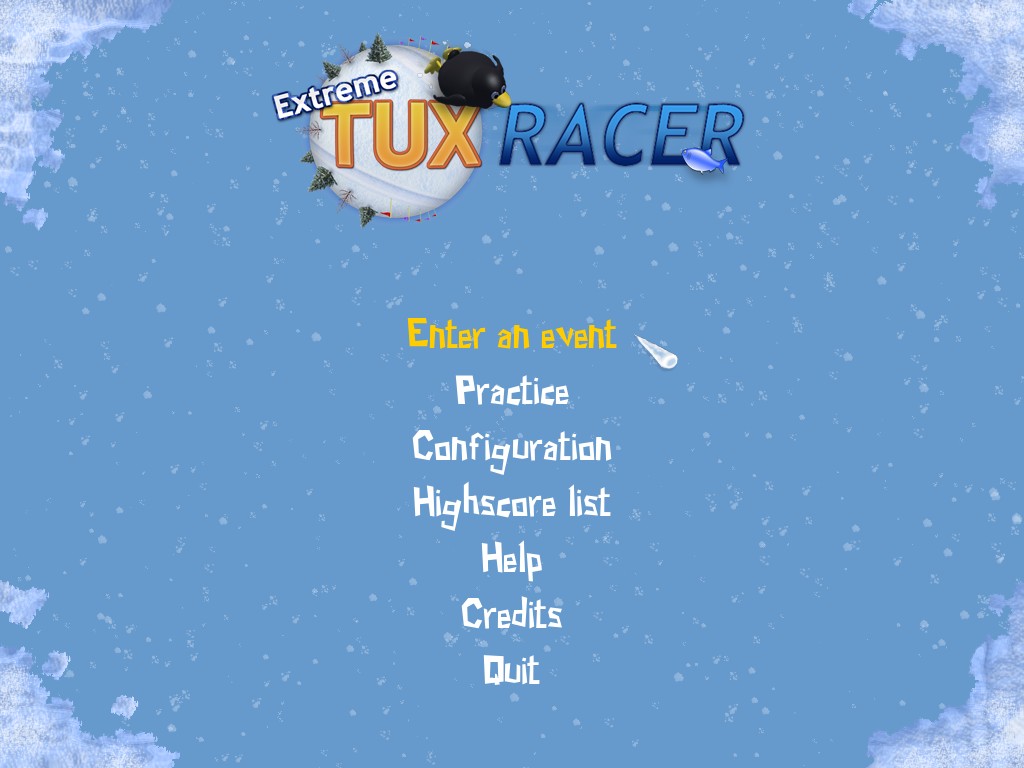 Extreme
TUX RACER
Enter an event
Practice
Configuration
Highscore list
Help
Credits
Quit